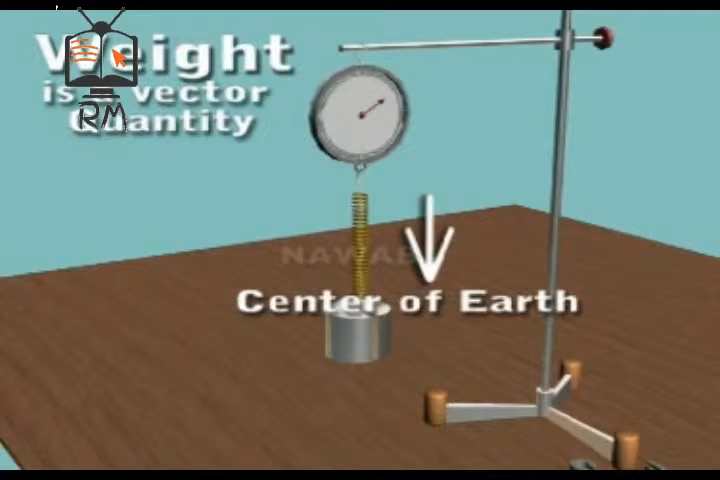 Weight
is a vector
Quantity
RM
NAWAB
Center of Earth